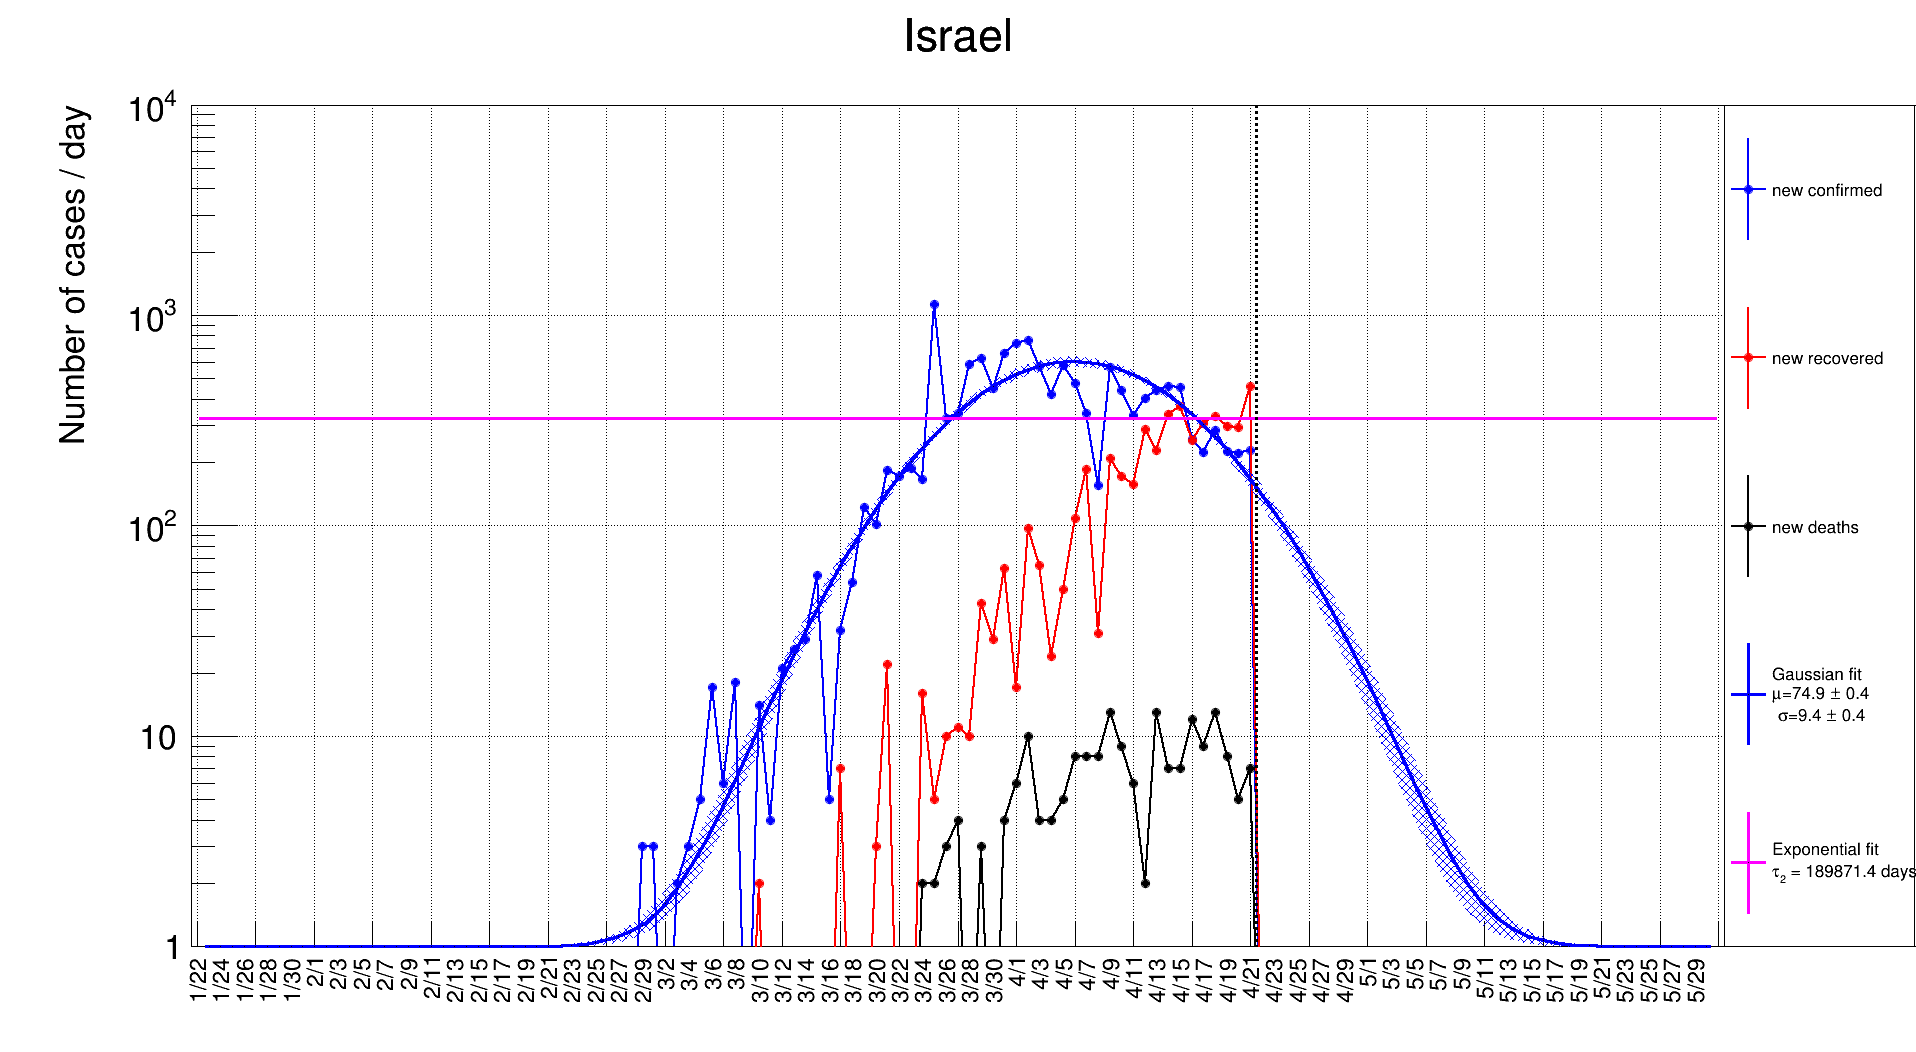 Israel
Number of cases / day
10^4
10^3
10^2
10
1
1/22 1/24 1/26 1/28 1/30 2/1 2/3 2/5 2/7 2/9 2/11 2/13 2/15 2/17 2/19 2/21 2/23 2/25 2/27 2/29 3/2 3/4 3/6 3/8 3/10 3/12 3/14 3/16 3/18 3/20 3/22 3/24 3/26 3/28 3/30 4/1 4/3 4/5 4/7 4/9 4/11 4/13 4/15 4/17 4/19 4/21 4/23 4/25 4/27 4/29 5/1 5/3 5/5 5/7 5/9 5/11 5/13 5/15 5/17 5/19 5/21 5/23 5/25 5/27 5/29
new confirmed
new recovered
new deaths
Gaussian fit
μ=74.9 ± 0.4
σ=9.4 ± 0.4
Exponential fit
τ₂ = 189871.4 days